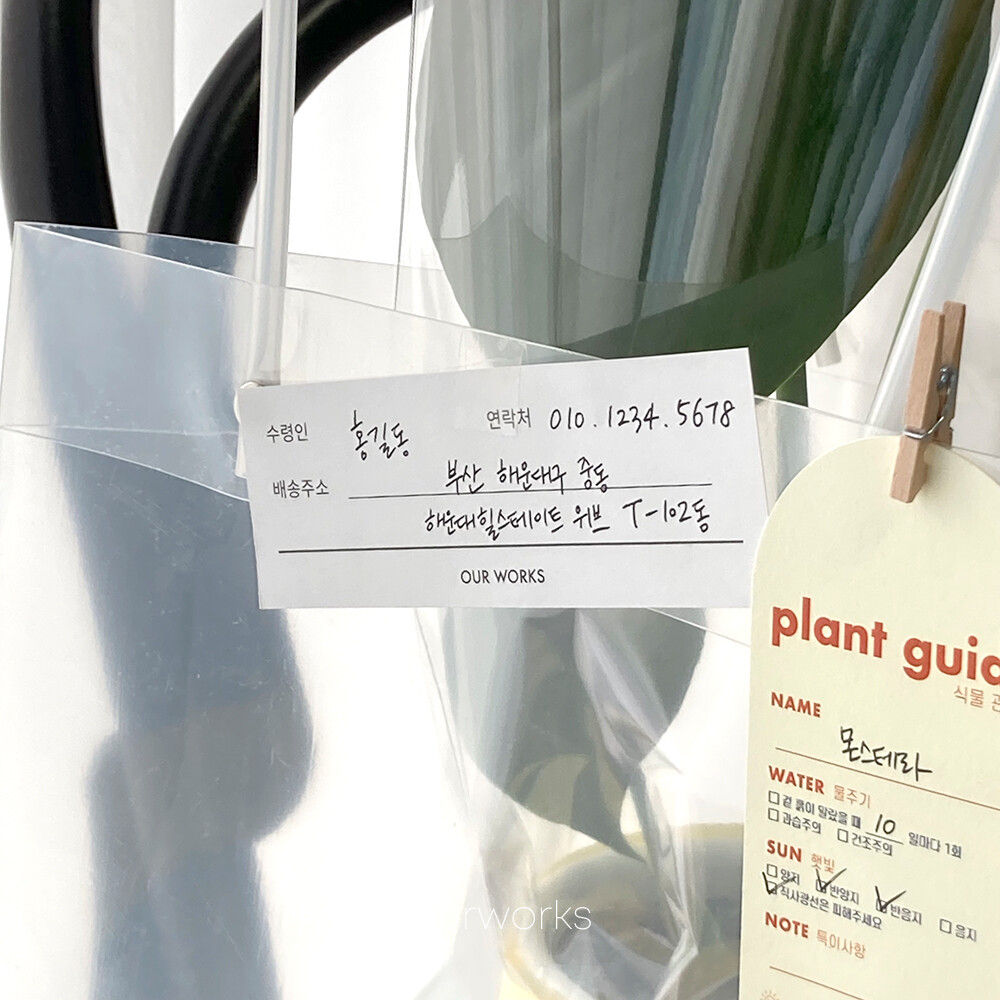 수령인 홍길동 연락처 010.1234.5678
배송주소 부산 해운대구 중동
해운대힐스테이트 위브 T-102동
OUR WORKS
plant guid
식물 관
NAME
몬스테라
WATER 물주기
겉 흙이 말랐을 때 10 일마다 1회
과습주의 건조주의
SUN 햇빛
양지 반양지 반음지 음지
직사광선은 피해주세요
NOTE 특이사항
rworks